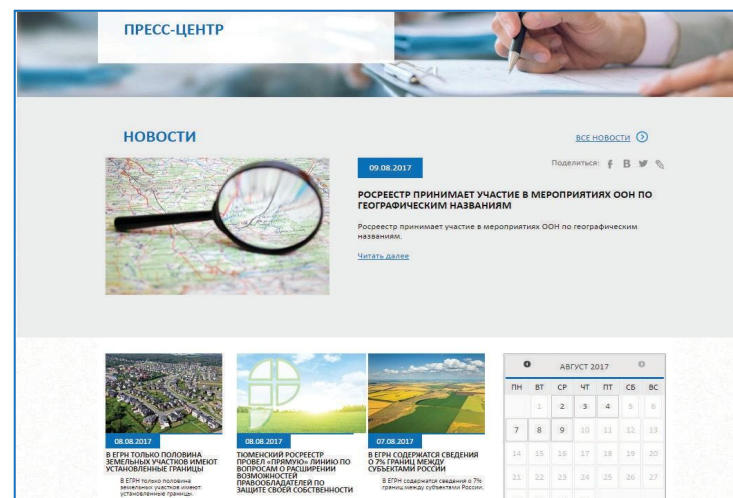 ПРЕСС-ЦЕНТР
НОВОСТИ
ВСЕ НОВОСТИ
Поделиться:
09.08.2017
РОСРЕЕСТР ПРИНИМАЕТ УЧАСТИЕ В МЕРОПРИЯТИЯХ ООН ПО
ГЕОГРАФИЧЕСКИМ НАЗВАНИЯМ
Росреестр принимает участие в мероприятиях ООН по географическим
названиям.
Читать далее
08.08.2017
В ЕГРН ТОЛЬКО ПОЛОВИНА
ЗЕМЕЛЬНЫХ УЧАСТКОВ ИМЕЮТ
УСТАНОВЛЕННЫЕ ГРАНИЦЫ
В ЕГРН только половина
земельных участков имеют
установленные границы.
08.08.2017
ТЮМЕНСКИЙ РОСРЕЕСТР
ПРОВЕЛ «ПРЯМУЮ» ЛИНИЮ ПО
ВОПРОСАМ О РАСШИРЕНИИ
ВОЗМОЖНОСТЕЙ
ПРАВООБЛАДАТЕЛЕЙ ПО
ЗАЩИТЕ СВОЕЙ СОБСТВЕННОСТИ
07.08.2017
В ЕГРН СОДЕРЖАТСЯ СВЕДЕНИЯ
О 7% ГРАНИЦ МЕЖДУ
СУБЪЕКТАМИ РОССИИ
В ЕГРН содержатся сведения о 7%
границ между субъектами России.
АВГУСТ 2017
ПН ВТ СР ЧТ ПТ СБ ВС
1 2 3 4 5 6
7 8 9 10 11 12 13
14 15 16 17 18 19 20
21 22 23 24 25 26 27